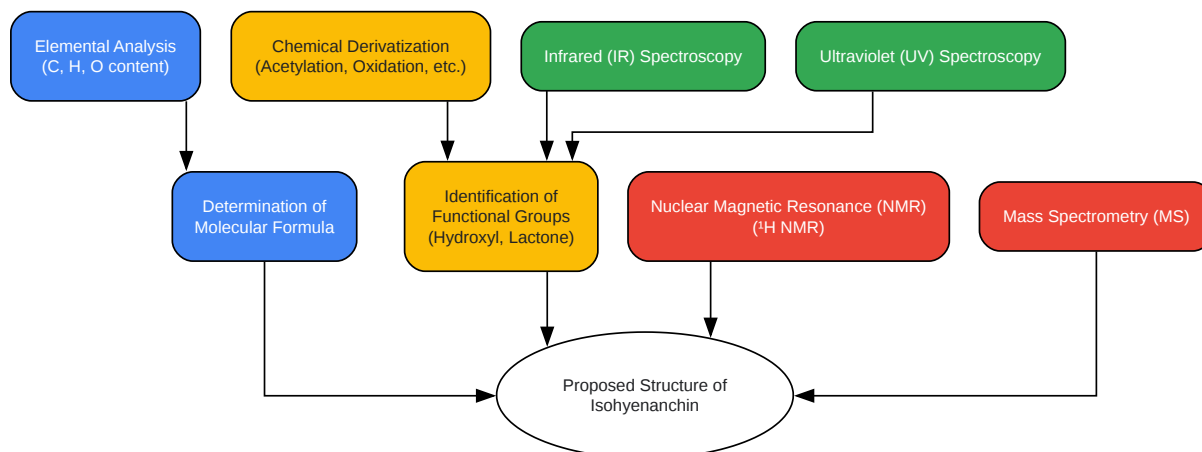 Elemental Analysis
(C, H, O content)
Chemical Derivatization
(Acetylation, Oxidation, etc.)
Infrared (IR) Spectroscopy
Ultraviolet (UV) Spectroscopy
Determination of
Molecular Formula
Identification of
Functional Groups
(Hydroxyl, Lactone)
Nuclear Magnetic Resonance (NMR)
(¹H NMR)
Mass Spectrometry (MS)
Proposed Structure of
Isohyenanchin